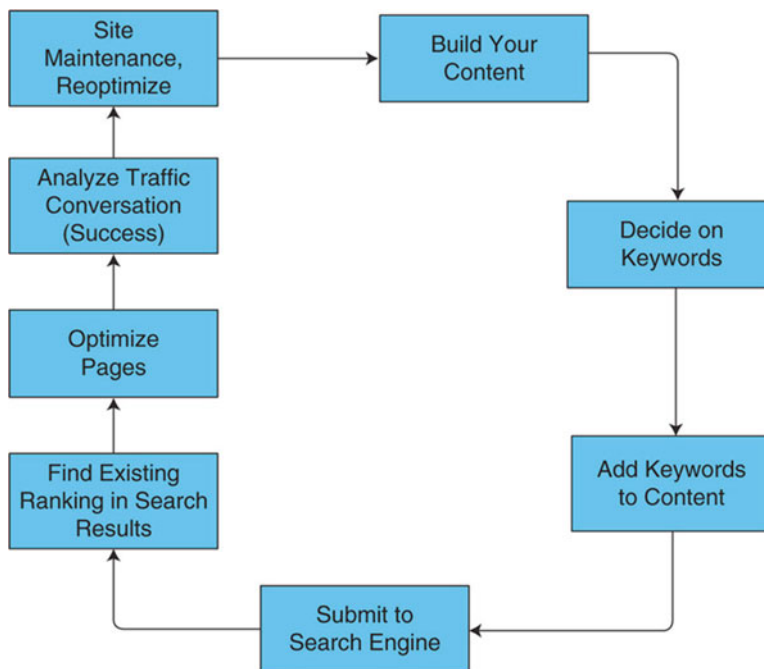 Site
Maintenance,
Reoptimize
Build Your
Content
Decide on
Keywords
Add Keywords
to Content
Submit to
Search Engine
Find Existing
Ranking in Search
Results
Optimize
Pages
Analyze Traffic
Conversation
(Success)